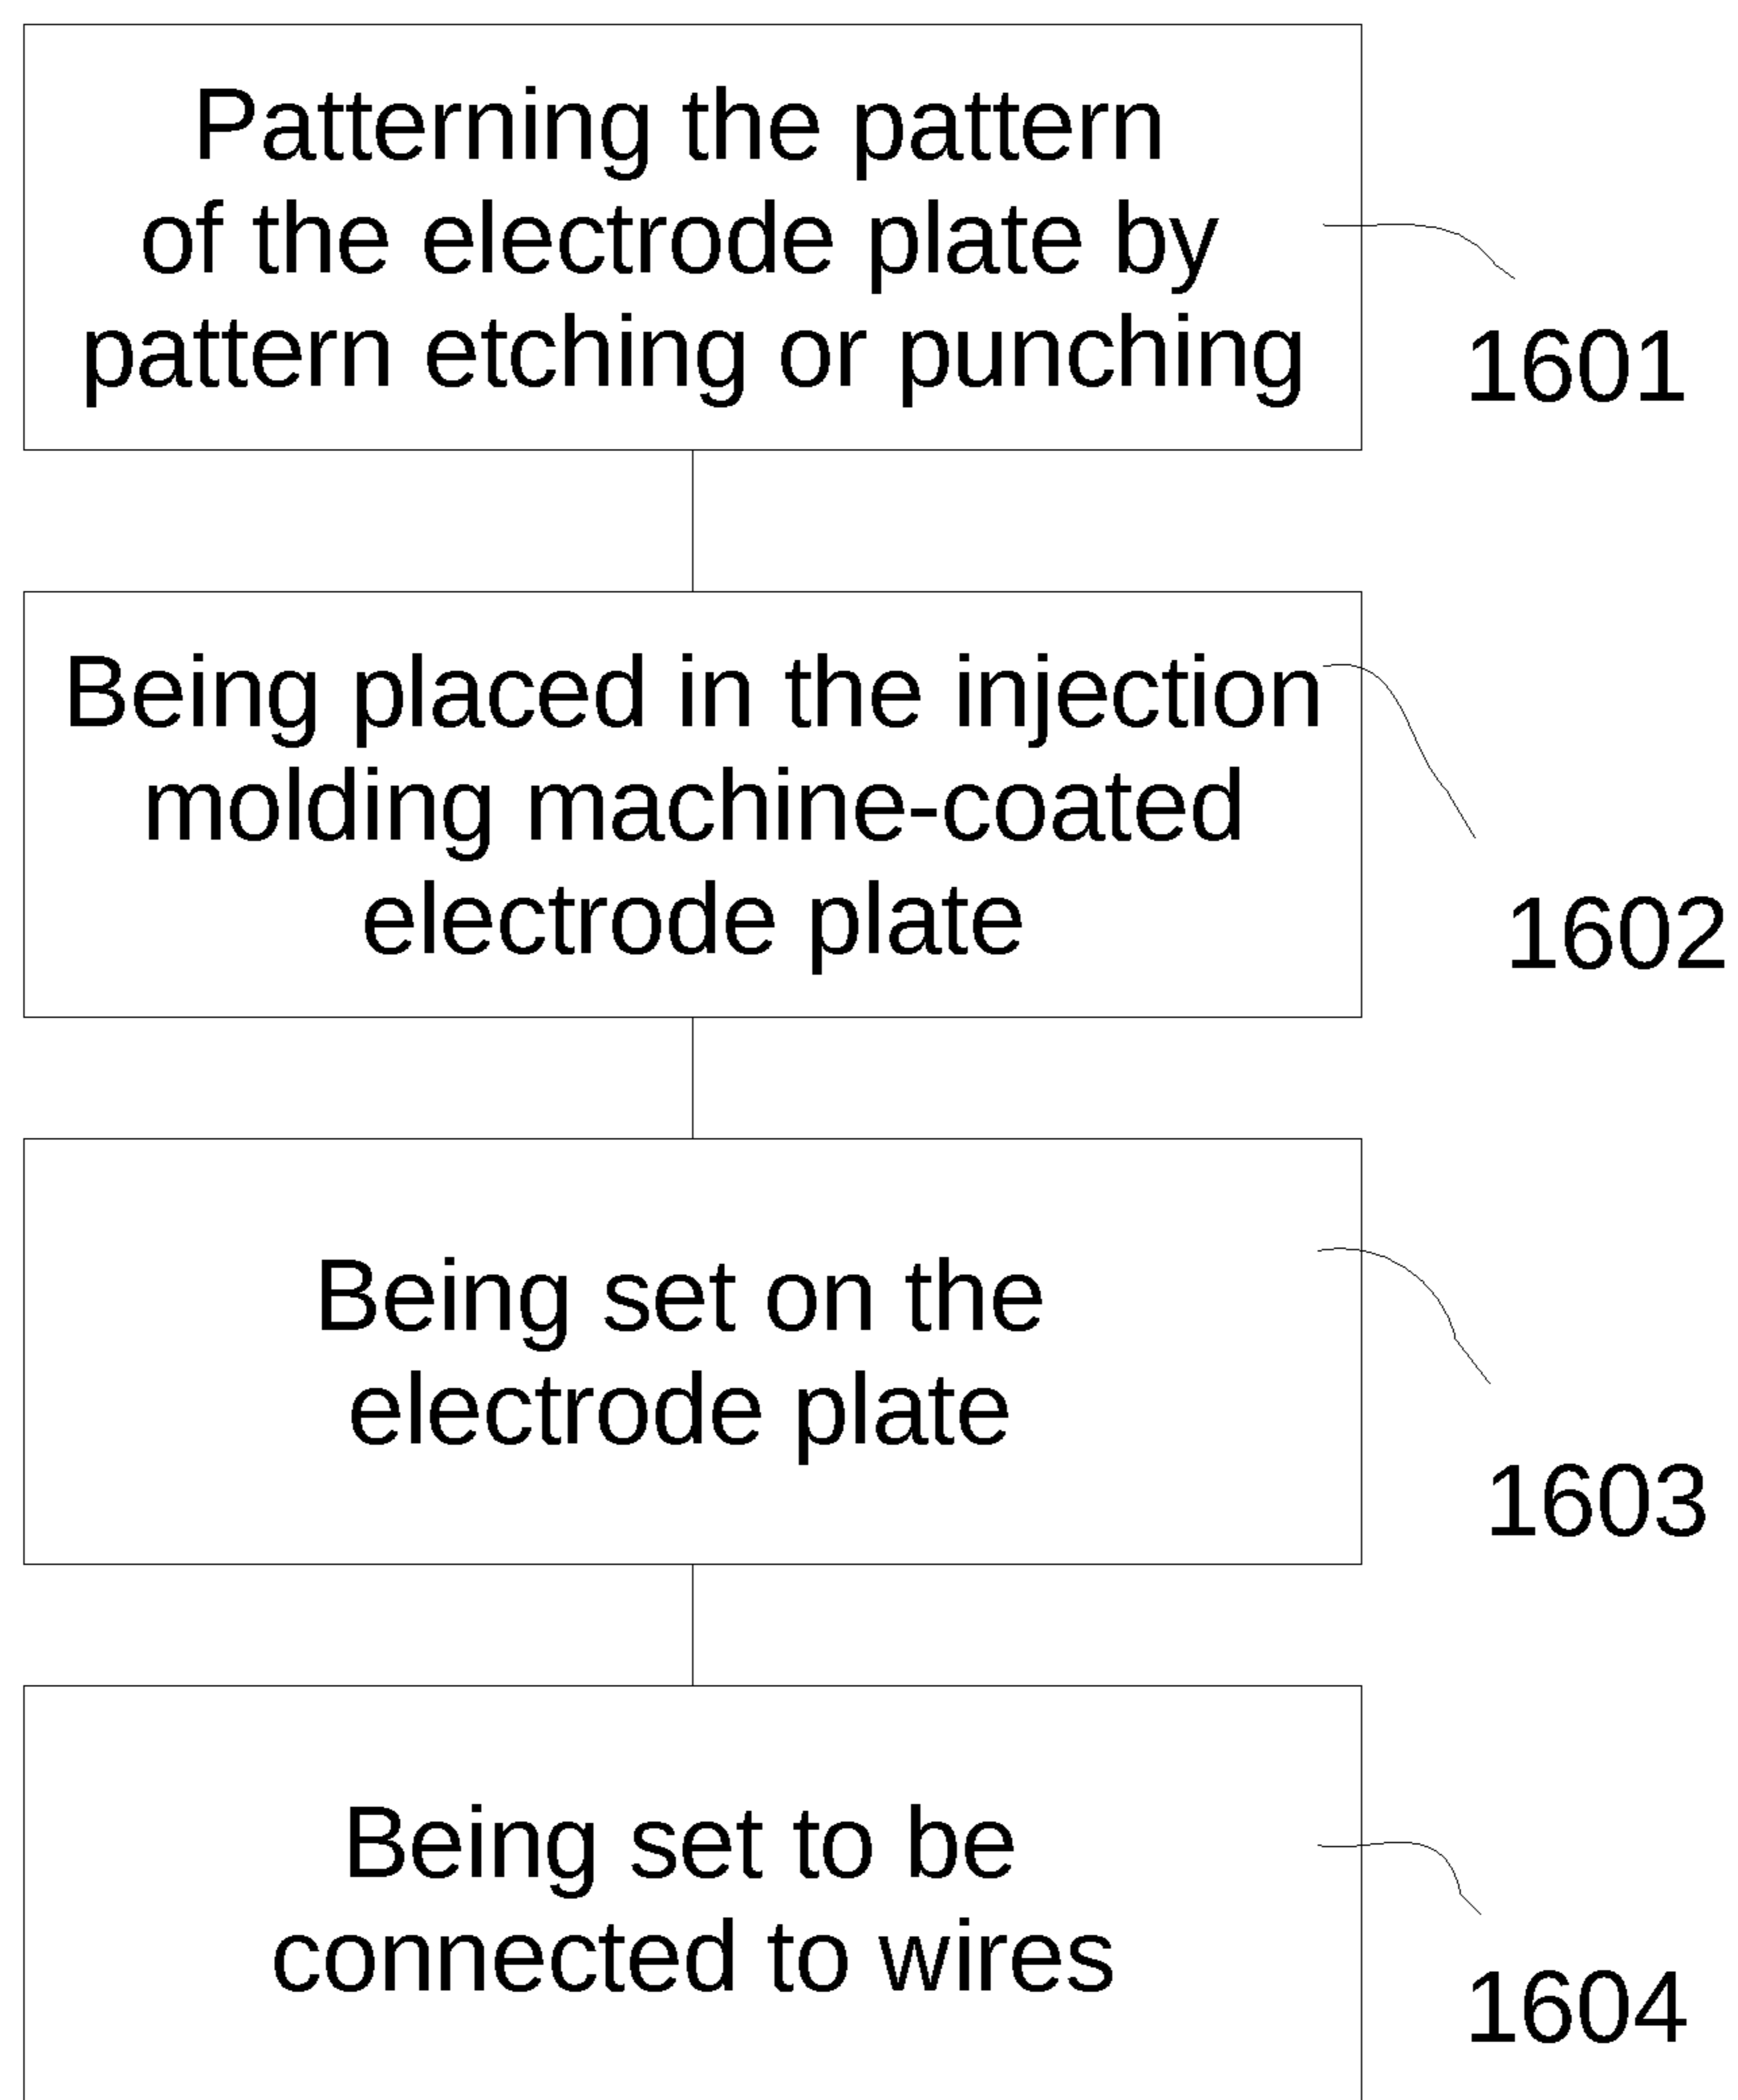 Patterning the pattern
of the electrode plate by
pattern etching or punching
1601
Being placed in the injection
molding machine-coated
electrode plate
1602
Being set on the
electrode plate
1603
Being set to be
connected to wires
1604